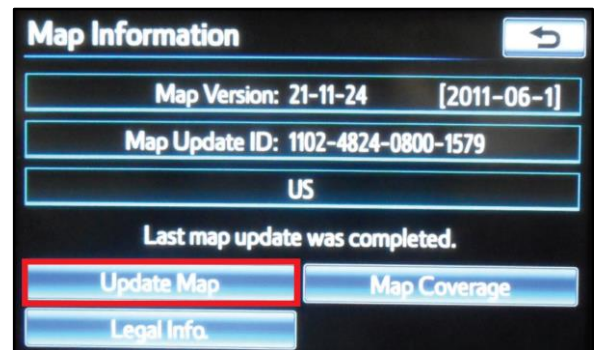 Map Information
Map Version: 21-11-24 [2011-06-1]
Map Update ID: 1102-4824-0800-1579
US
Last map update was completed.
Update Map Map Coverage
Legal Info.